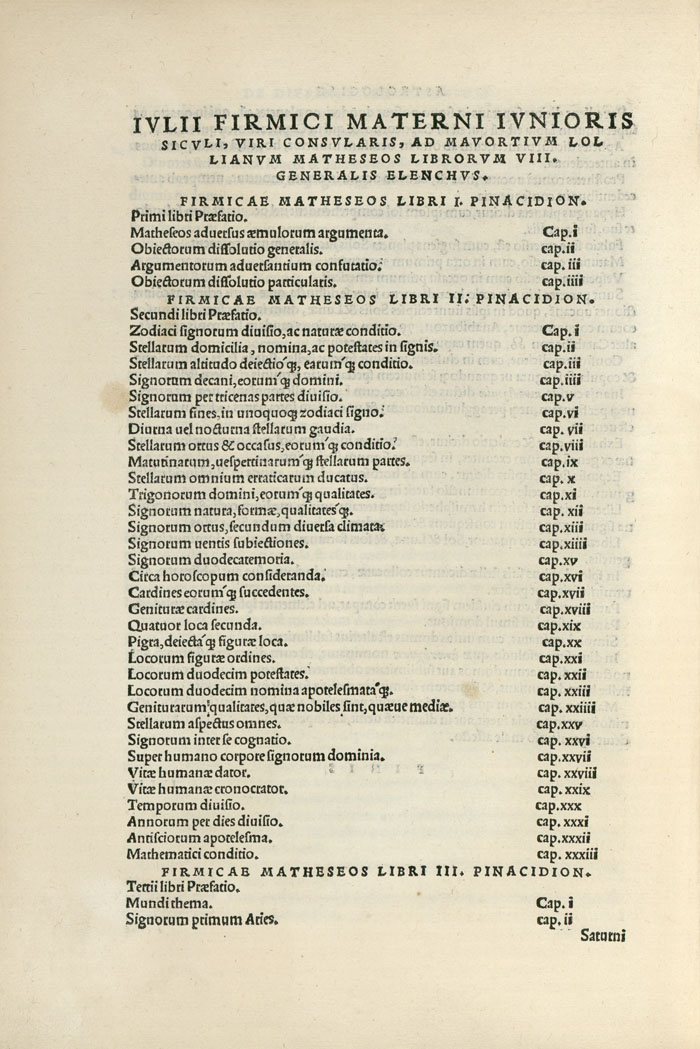 IVLII FIRMICI MATERNI IVNIORIS
SICVLI, VIRI CONSVLARIS, AD MAVORTIVM LOL
LIANVM MATHESEOS LIBRORVM VIII.
GENERALIS ELENCHVS.
FIRMICAE MATHESEOS LIBRI I. PINACIDION.
Primi libri Præfatio.
Matheſeos aduerſus æmulorum argumenta. Cap.i
Obiectorum diſſolutio generalis. cap.ii
Argumentorum aduerſantium confutatio. cap. iii
Obiectorum diſſolutio particularis. cap.iiii
FIRMICAE MATHESEOS LIBRI II. PINACIDION.
Secundi libri Præfatio.
Zodiaci ſignorum diuiſio, ac naturæ conditio. Cap. i
Stellarum domicilia, nomina, ac poteſtates in ſignis. cap.ii
Stellarum altitudo deiectioq́;, earumq́; conditio. cap.iii
Signorum decani, eorumq́; domini. cap.iiii
Signorum per tricenas partes diuiſio. cap.v
Stellarum fines, in unoquoq; zodiaci ſigno. cap.vi
Diurna uel nocturna ſtellarum gaudia. cap. vii
Stellarum ortus & occaſus, eorumq́; conditio. cap.viii
Matutinarum, ueſpertinarumq́; ſtellarum partes. cap.ix
Stellarum omnium erraticarum ducatus. cap. x
Trigonorum domini, eorumq́; qualitates. cap.xi
Signorum natura, formæ, qualitatesq́;. cap. xii
Signorum ortus, ſecundum diuerſa climata. cap.xiii
Signorum uentis ſubiectiones. cap.xiiii
Signorum duodecatemoria. cap.xv
Circa horoſcopum conſideranda. cap.xvi
Cardines eorumq́; ſuccedentes. cap.xvii
Genituræ cardines. cap.xviii
Quatuor loca ſecunda. cap.xix
Pigra, deiectaq́; figuræ loca. cap.xx
Locorum figuræ ordines. cap.xxi
Locorum duodecim poteſtates. cap.xxii
Locorum duodecim nomina apoteleſmataq́;. cap. xxiii
Geniturarum qualitates, quæ nobiles ſint, quæue mediæ. cap. xxiiii
Stellarum aſpectus omnes. cap.xxv
Signorum inter ſe cognatio. cap. xxvi
Super humano corpore ſignorum dominia. cap.xxvii
Vitæ humanæ dator. cap. xxviii
Vitæ humanæ cronocrator. cap. xxix
Temporum diuiſio. cap.xxx
Annorum per dies diuiſio. cap. xxxi
Antiſciorum apoteleſma. cap.xxxii
Mathematici conditio. cap. xxxiii
FIRMICAE MATHESEOS LIBRI III. PINACIDION.
Tertii libri Præfatio.
Mundi thema. Cap. i
Signorum primum Aries. cap. ii
Saturni